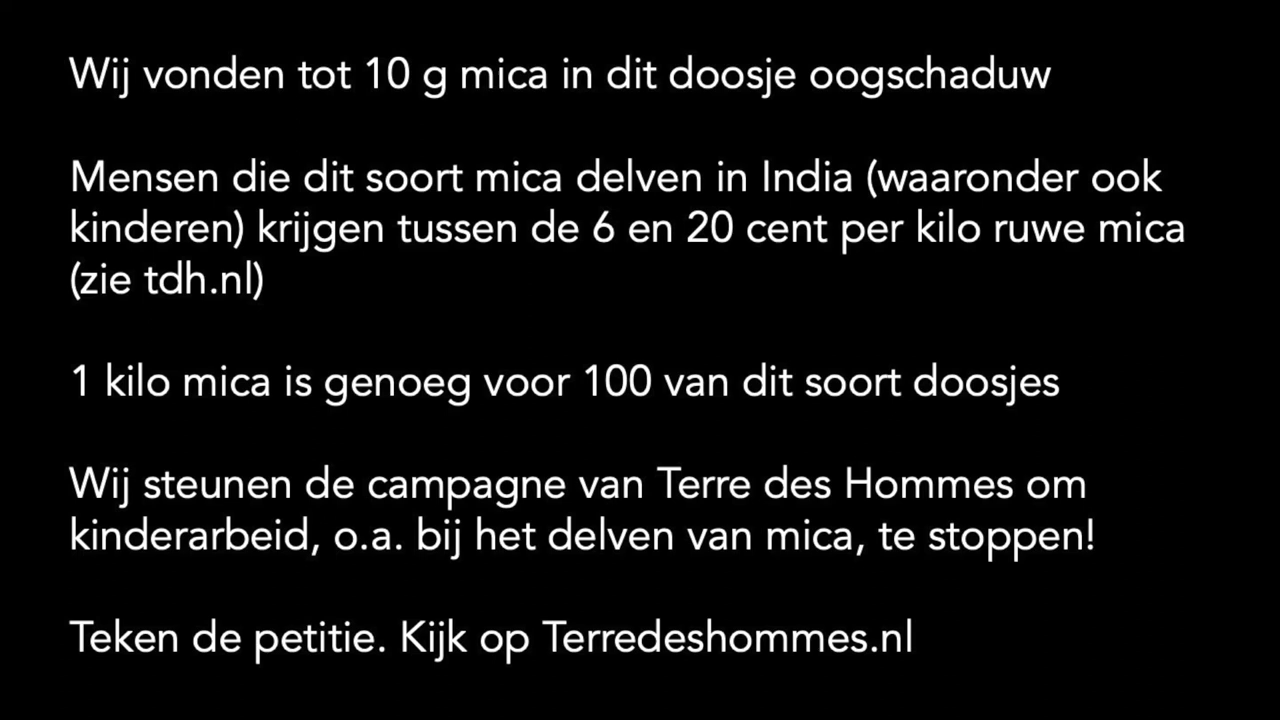 Wij vonden tot 10 g mica in dit doosje oogschaduw
Mensen die dit soort mica delven in India (waaronder ook
kinderen) krijgen tussen de 6 en 20 cent per kilo ruwe mica
(zie tdh.nl)
1 kilo mica is genoeg voor 100 van dit soort doosjes
Wij steunen de campagne van Terre des Hommes om
kinderarbeid, o.a. bij het delven van mica, te stoppen!
Teken de petitie. Kijk op Terredeshommes.nl